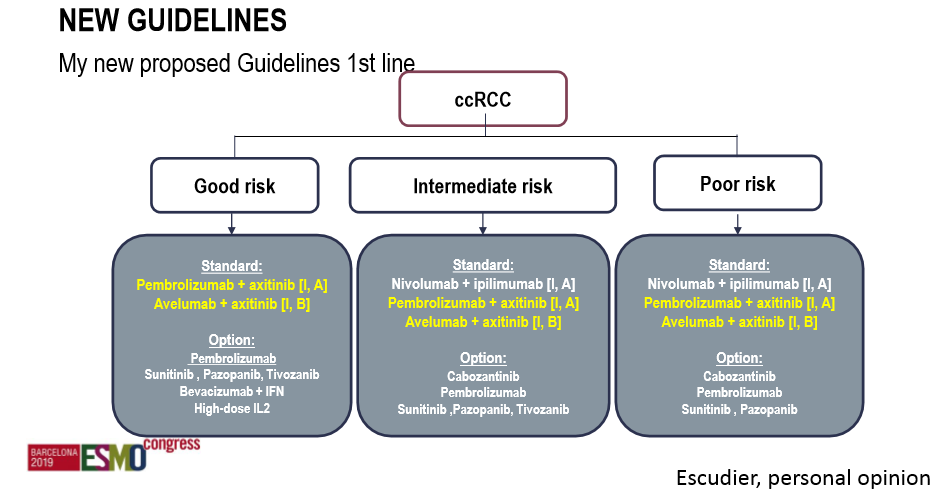 NEW GUIDELINES
My new proposed Guidelines 1st line
ccRCC
Good risk
Intermediate risk
Poor risk
Standard:
Pembrolizumab + axitinib [I, A]
Avelumab + axitinib [I, B]
Option:
Pembrolizumab
Sunitinib , Pazopanib, Tivozanib
Bevacizumab + IFN
High-dose IL2
Standard:
Nivolumab + ipilimumab [I, A]
Pembrolizumab + axitinib [I, A]
Avelumab + axitinib [I, B]
Option:
Cabozantinib
Pembrolizumab
Sunitinib ,Pazopanib, Tivozanib
Standard:
Nivolumab + ipilimumab [I, A]
Pembrolizumab + axitinib [I, A]
Avelumab + axitinib [I, B]
Option:
Cabozantinib
Pembrolizumab
Sunitinib , Pazopanib
BARCELONA
2019
ESMO congress
Escudier, personal opinion